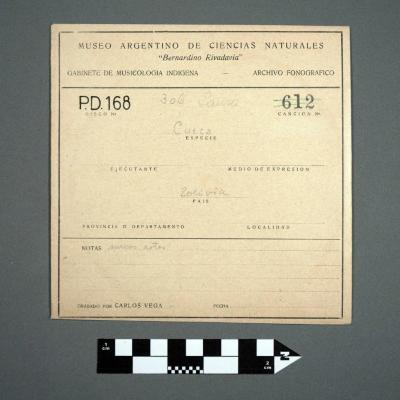 MUSEO ARGENTINO DE CIENCIAS NATURALES
"Bernardino Rivadavia"
GABINETE DE MUSICOLOGIA INDIGENA — ARCHIVO FONOGRAFICO
P.D. 168 306 612
DISCO Nº CANCION Nº
Cueca
ESPECIE
EJECUTANTE MEDIO DE EXPRESION
Bolivia
PAIS
PROVINCIA O DEPARTAMENTO LOCALIDAD
NOTAS
GRABADO POR CARLOS VEGA FECHA
1 cm
2 cm
N